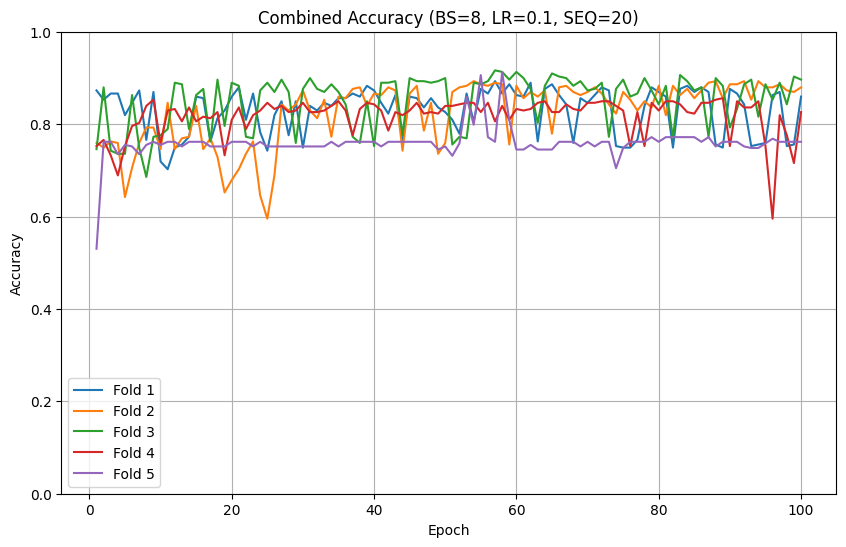 Combined Accuracy (BS=8, LR=0.1, SEQ=20)
1.0
0.8
0.6
0.4
0.2
0.0
Accuracy
Fold 1
Fold 2
Fold 3
Fold 4
Fold 5
0 20 40 60 80 100
Epoch